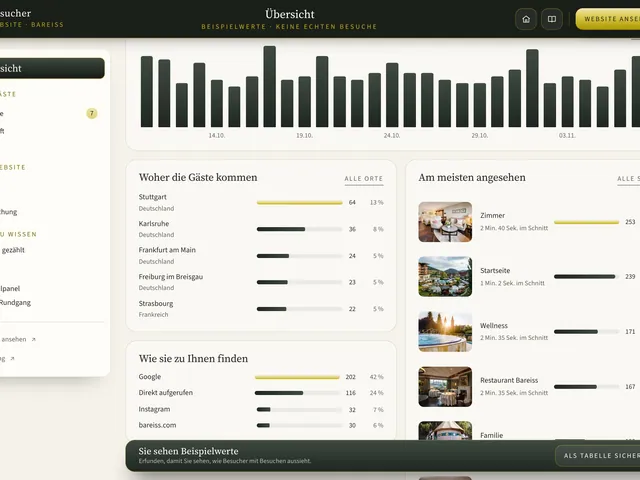 sucher
BSITE · BAREISS
Übersicht
BEISPIELWERTE · KEINE ECHTEN BESUCHE
WEBSITE ANSE
sicht
ÄSTE
e
7
ft
EBSITE
chung
U WISSEN
gezählt
lpanel
Rundgang
ansehen ↗
g ↗
14.10.
19.10.
24.10.
29.10.
03.11.
Woher die Gäste kommen
ALLE ORTE
Stuttgart
Deutschland
64
13 %
Karlsruhe
Deutschland
36
8 %
Frankfurt am Main
Deutschland
24
5 %
Freiburg im Breisgau
Deutschland
23
5 %
Strasbourg
Frankreich
22
5 %
Wie sie zu Ihnen finden
Google
202
42 %
Direkt aufgerufen
116
24 %
Instagram
32
7 %
bareiss.com
30
6 %
Am meisten angesehen
ALLE S
Zimmer
1 Min. 40 Sek. im Schnitt
253
Startseite
1 Min. 2 Sek. im Schnitt
239
Wellness
2 Min. 35 Sek. im Schnitt
171
Restaurant Bareiss
2 Min. 35 Sek. im Schnitt
167
Familie
Sie sehen Beispielwerte
Erfunden, damit Sie sehen, wie Besucher mit Besuchen aussieht.
ALS TABELLE SICHER